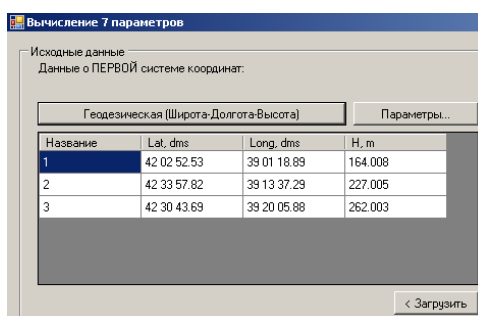 Вычисление 7 параметров
Исходные данные
Данные о ПЕРВОЙ системе координат:
Геодезическая (Широта-Долгота-Высота) Параметры...
Название Lat, dms Long, dms H, m
1 42 02 52.53 39 01 18.89 164.008
2 42 33 57.82 39 13 37.29 227.005
3 42 30 43.69 39 20 05.88 262.003
< Загрузить